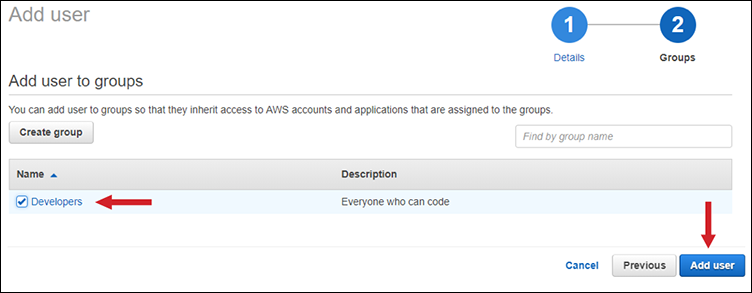 Add user
1
2
Details
Groups
Add user to groups
You can add user to groups so that they inherit access to AWS accounts and applications that are assigned to the groups.
Create group
Find by group name
Name
Description
Developers
Everyone who can code
Cancel
Previous
Add user